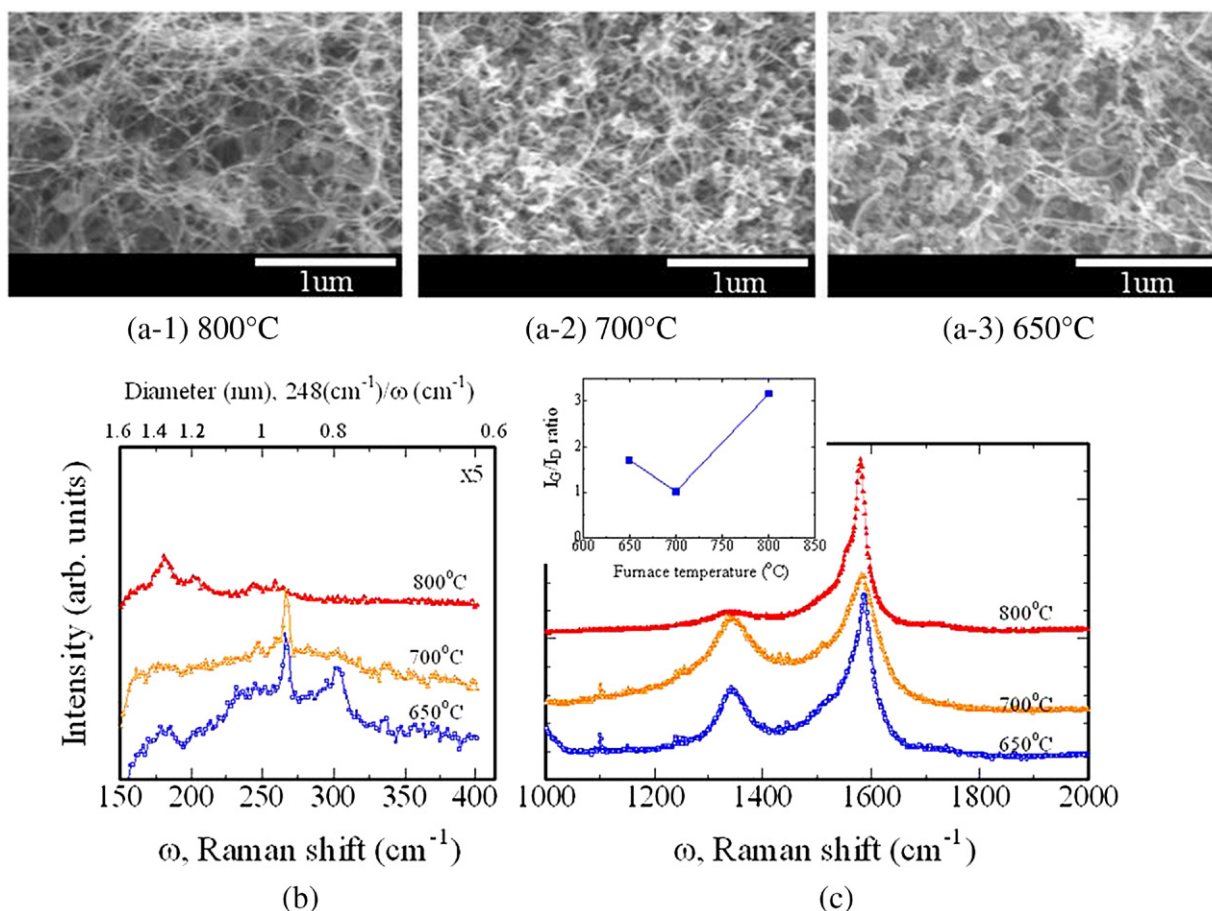 1um 1um 1um
(a-1) 800°C (a-2) 700°C (a-3) 650°C
Diameter (nm), 248(cm⁻¹)/ω (cm⁻¹)
1.6 1.4 1.2 1 0.8 0.6
x5
Intensity (arb. units)
800°C
700°C
650°C
150 200 250 300 350 400
ω, Raman shift (cm⁻¹)
(b)
I_G/I_D ratio
3
2
1
0
600 650 700 750 800 850
Furnace temperature (°C)
800°C
700°C
650°C
1000 1200 1400 1600 1800 2000
ω, Raman shift (cm⁻¹)
(c)